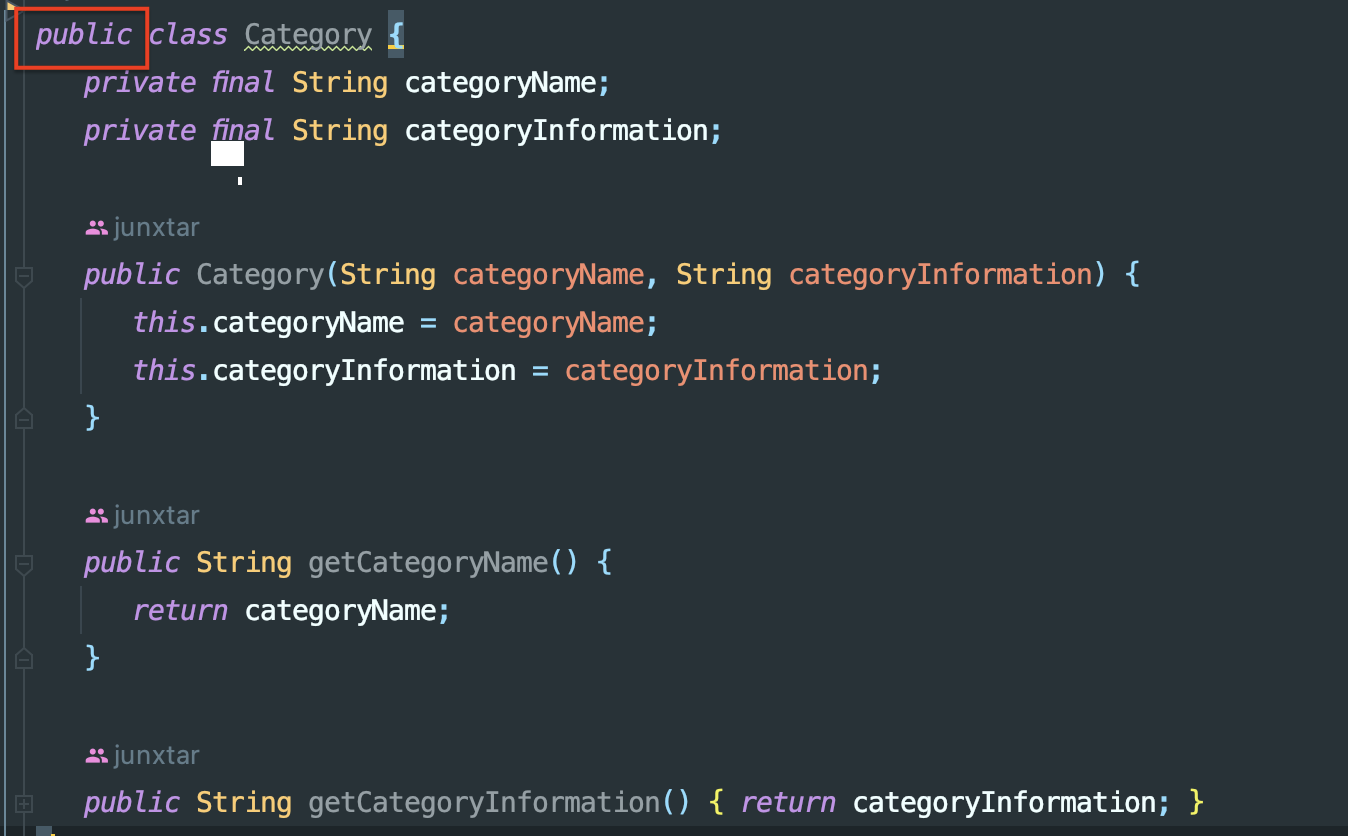 public class Category {
private final String categoryName;
private final String categoryInformation;
junxtar
public Category(String categoryName, String categoryInformation) {
this.categoryName = categoryName;
this.categoryInformation = categoryInformation;
}
junxtar
public String getCategoryName() {
return categoryName;
}
junxtar
public String getCategoryInformation() { return categoryInformation; }